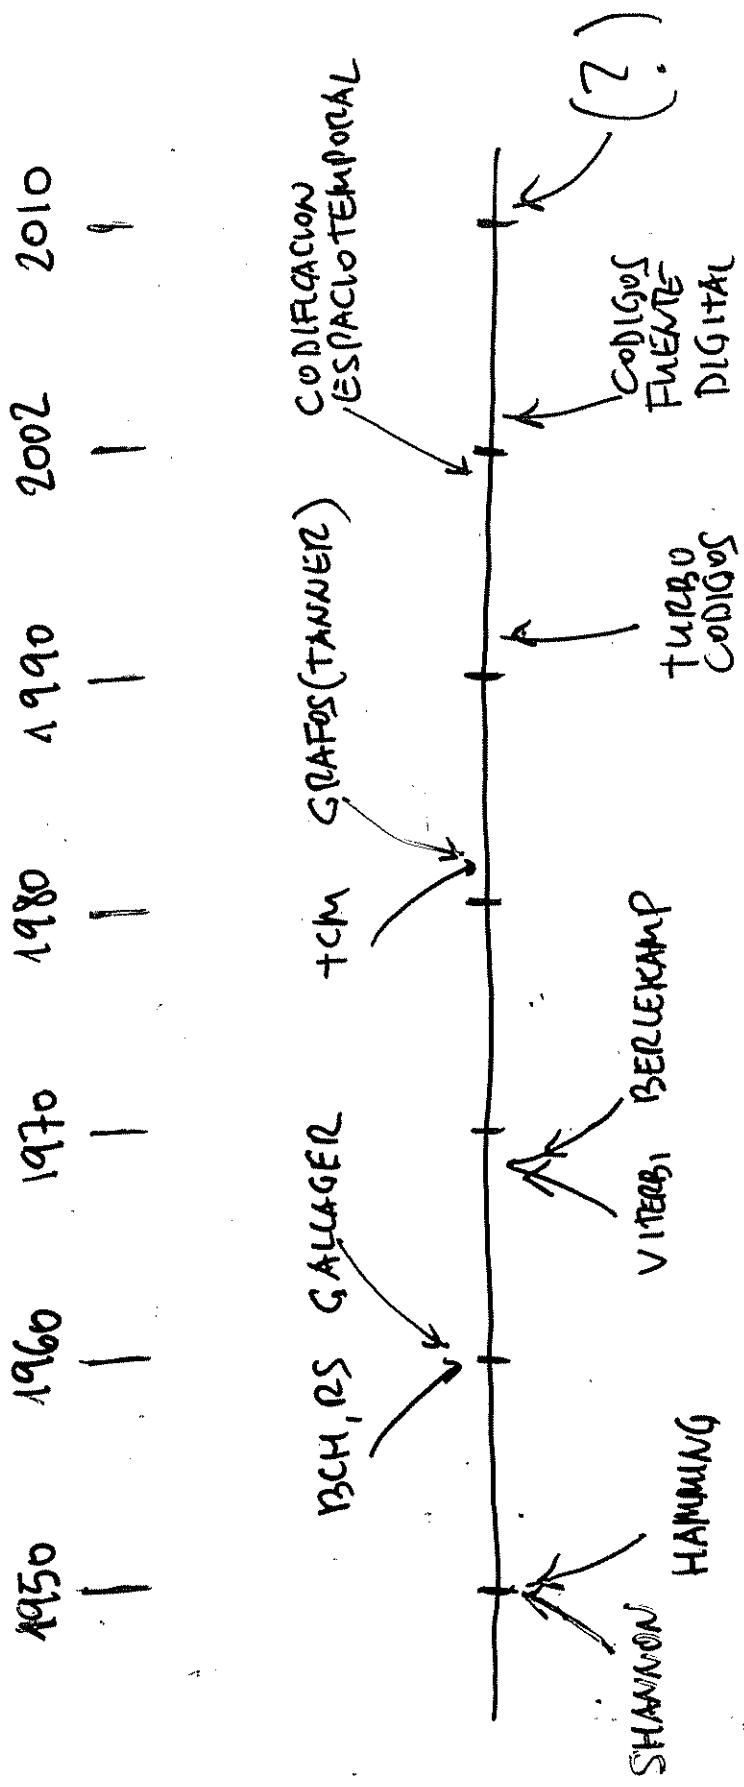 1950 1960 1970 1980 1990 2002 2010
BCH, RS GALLAGER TCM GRAFOS (TANNER) CODIFICACION
ESPACIOTEMPORAL
SHANNON HAMMING VITERBI BERLEKAMP TURBO
CODIGOS
CODIGOS
FUENTE
DIGITAL
(?)